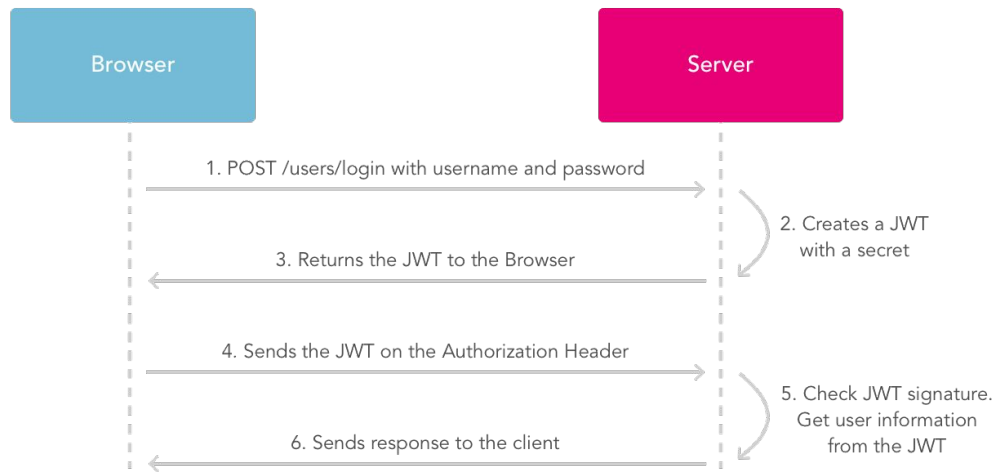 Browser
Server
1. POST /users/login with username and password
2. Creates a JWT
with a secret
3. Returns the JWT to the Browser
4. Sends the JWT on the Authorization Header
5. Check JWT signature.
Get user information
from the JWT
6. Sends response to the client